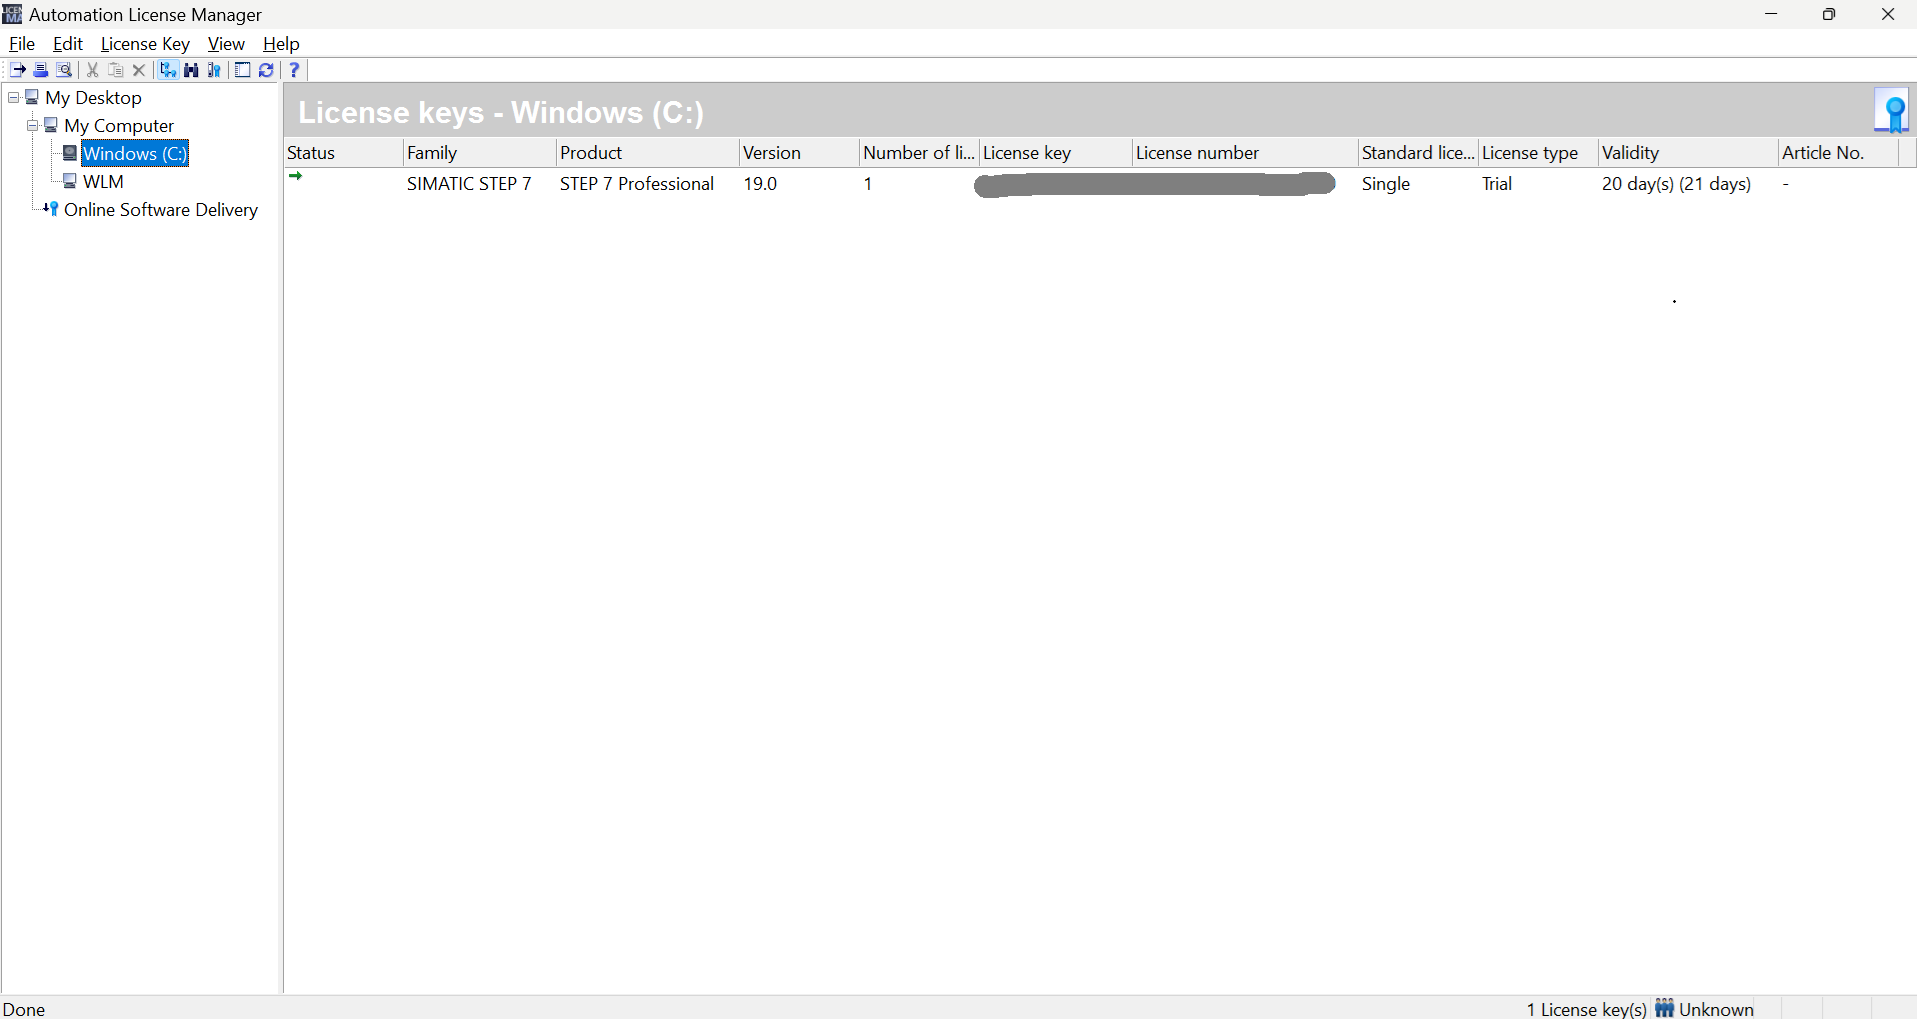 Automation License Manager
File Edit License Key View Help
My Desktop
My Computer
Windows (C:)
WLM
Online Software Delivery
License keys - Windows (C:)
Status Family Product Version Number of li... License key License number Standard lice... License type Validity Article No.
SIMATIC STEP 7 STEP 7 Professional 19.0 1 Single Trial 20 day(s) (21 days) -
Done 1 License key(s) Unknown